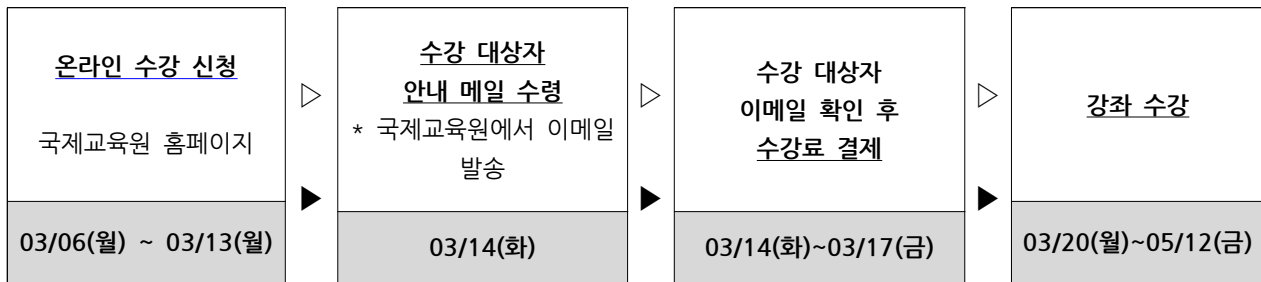 온라인 수강 신청
국제교육원 홈페이지
03/06(월) ~ 03/13(월)
▷
▶
수강 대상자
안내 메일 수령
* 국제교육원에서 이메일
발송
03/14(화)
▷
▶
수강 대상자
이메일 확인 후
수강료 결제
03/14(화)~03/17(금)
▷
▶
강좌 수강
03/20(월)~05/12(금)